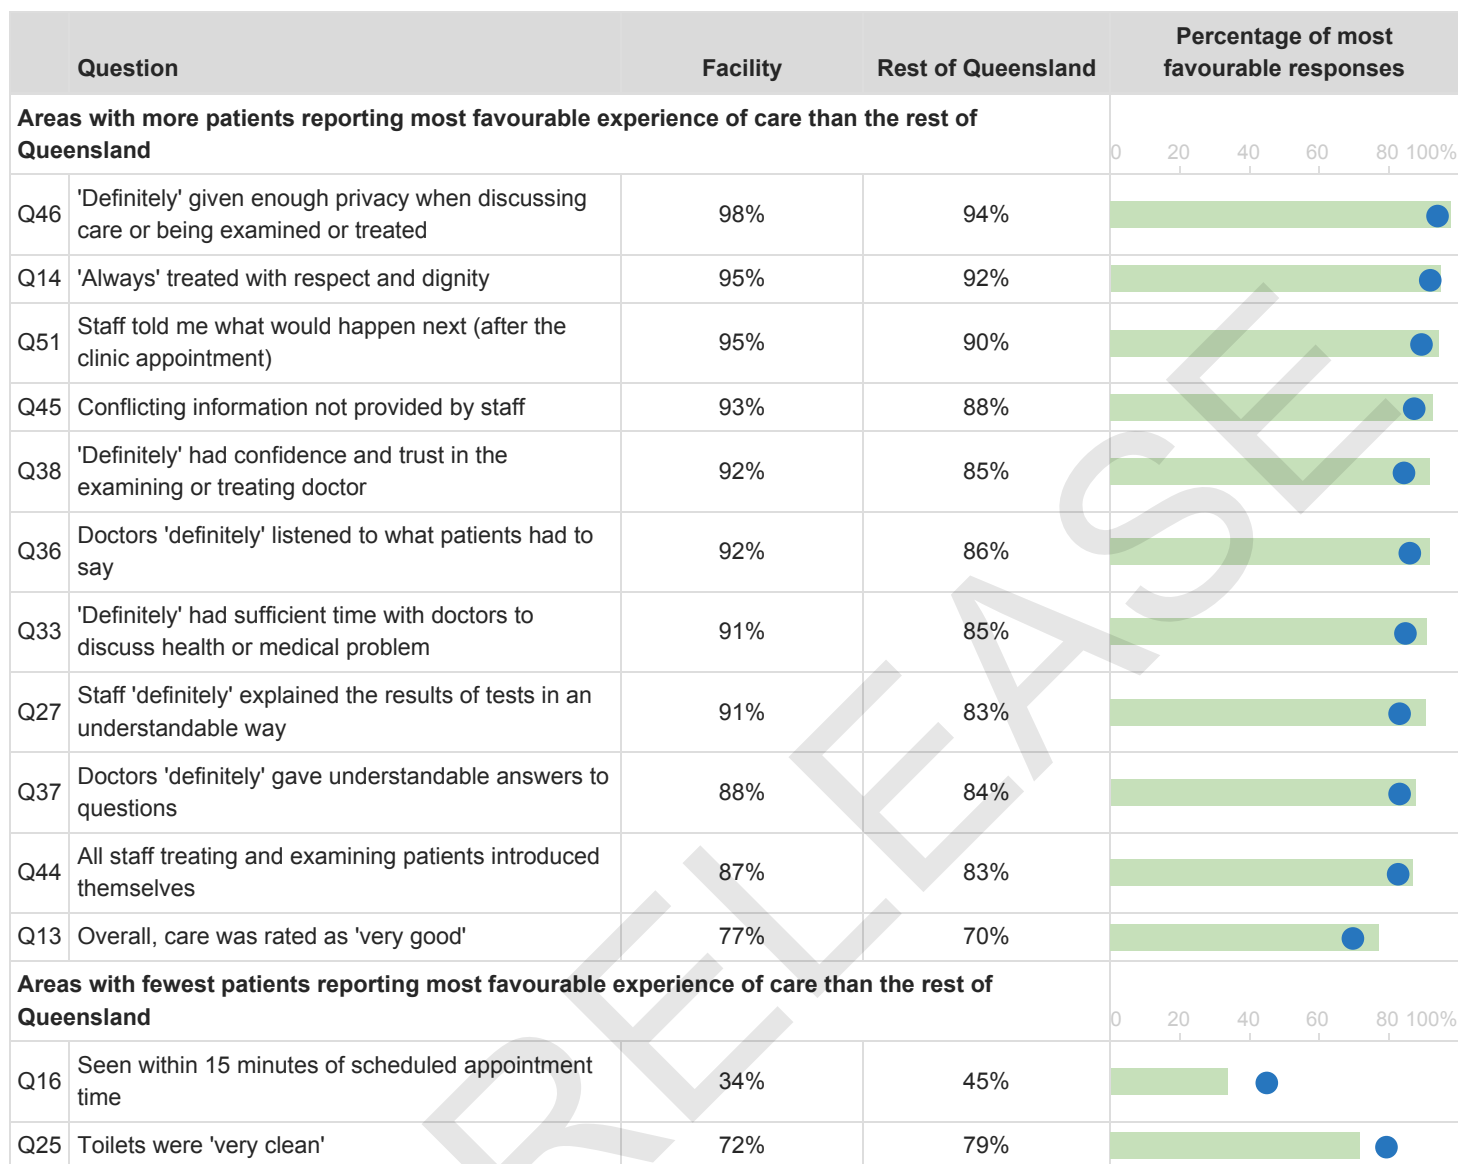 Question Facility Rest of Queensland Percentage of most
favourable responses
Areas with more patients reporting most favourable experience of care than the rest of
Queensland
0 20 40 60 80 100%
Q46 'Definitely' given enough privacy when discussing
care or being examined or treated 98% 94%
Q14 'Always' treated with respect and dignity 95% 92%
Q51 Staff told me what would happen next (after the
clinic appointment) 95% 90%
Q45 Conflicting information not provided by staff 93% 88%
Q38 'Definitely' had confidence and trust in the
examining or treating doctor 92% 85%
Q36 Doctors 'definitely' listened to what patients had to
say 92% 86%
Q33 'Definitely' had sufficient time with doctors to
discuss health or medical problem 91% 85%
Q27 Staff 'definitely' explained the results of tests in an
understandable way 91% 83%
Q37 Doctors 'definitely' gave understandable answers to
questions 88% 84%
Q44 All staff treating and examining patients introduced
themselves 87% 83%
Q13 Overall, care was rated as 'very good' 77% 70%
Areas with fewest patients reporting most favourable experience of care than the rest of
Queensland
0 20 40 60 80 100%
Q16 Seen within 15 minutes of scheduled appointment
time 34% 45%
Q25 Toilets were 'very clean' 72% 79%
RELEASE